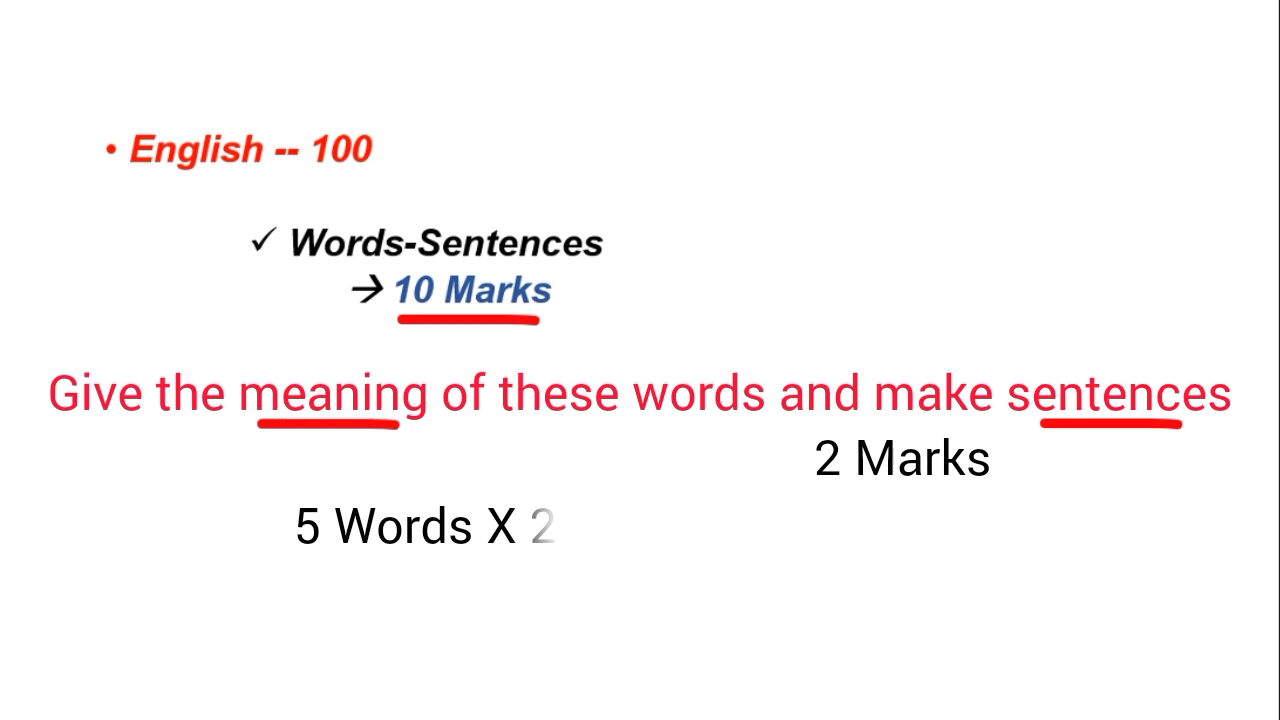 • English -- 100
✓ Words-Sentences
→ 10 Marks
Give the meaning of these words and make sentences
2 Marks
5 Words X 2